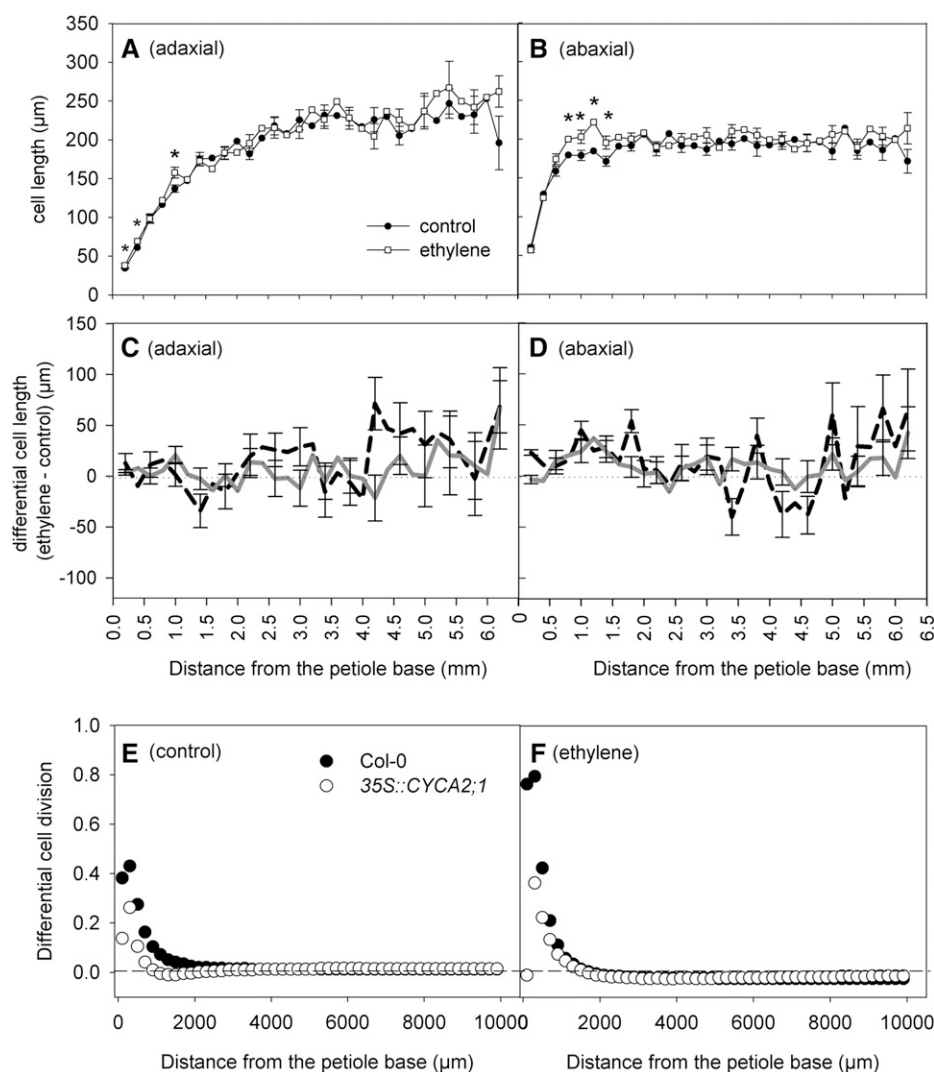 A (adaxial)
B (abaxial)
350
300
250
200
150
100
50
0
cell length (µm)
* * *
* * * *
control
ethylene
C (adaxial)
D (abaxial)
150
100
50
0
-50
-100
differential cell length
(ethylene - control) (µm)
0.0 0.5 1.0 1.5 2.0 2.5 3.0 3.5 4.0 4.5 5.0 5.5 6.0
0.0 0.5 1.0 1.5 2.0 2.5 3.0 3.5 4.0 4.5 5.0 5.5 6.0 6.5
Distance from the petiole base (mm)
Distance from the petiole base (mm)
E (control)
F (ethylene)
Col-0
35S::CYCA2;1
1.0
0.8
0.6
0.4
0.2
0.0
Differential cell division
0 2000 4000 6000 8000 10000
0 2000 4000 6000 8000 10000
Distance from the petiole base (µm)
Distance from the petiole base (µm)